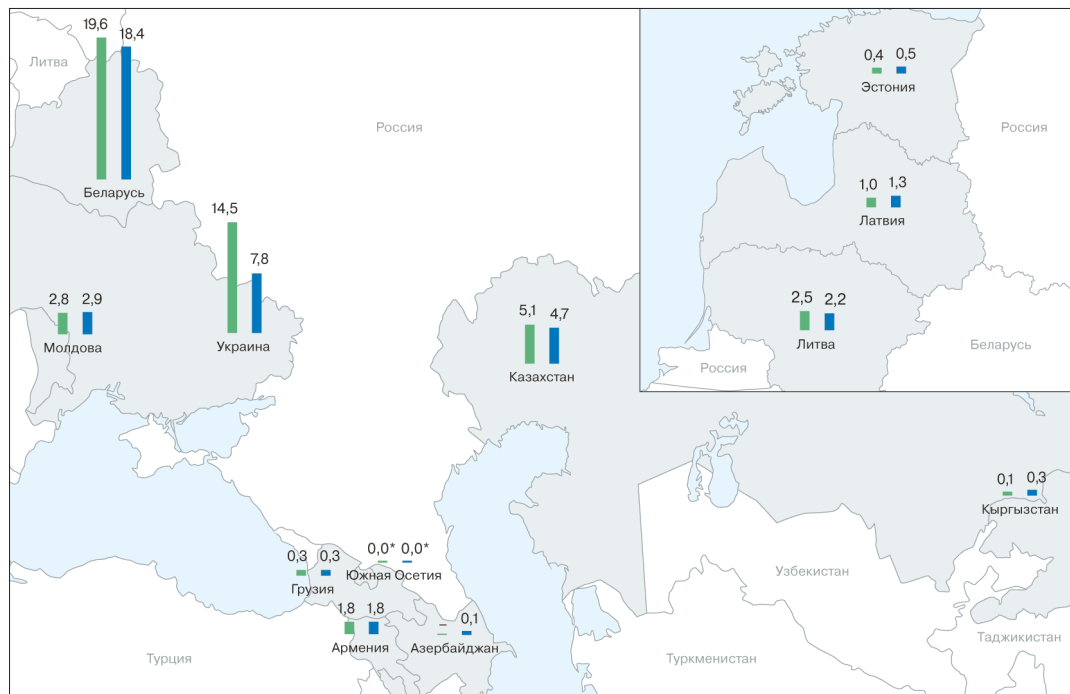 19,6
18,4
Литва
Россия
Беларусь
14,5
7,8
2,8
2,9
Молдова
Украина
5,1
4,7
Казахстан
0,4
0,5
Эстония
Россия
1,0
1,3
Латвия
2,5
2,2
Литва
Беларусь
Россия
0,1
0,3
Кыргызстан
0,3
0,3
Грузия
0,0*
0,0*
Южная Осетия
1,8
1,8
Армения
–
0,1
Азербайджан
Узбекистан
Турция
Туркменистан
Таджикистан